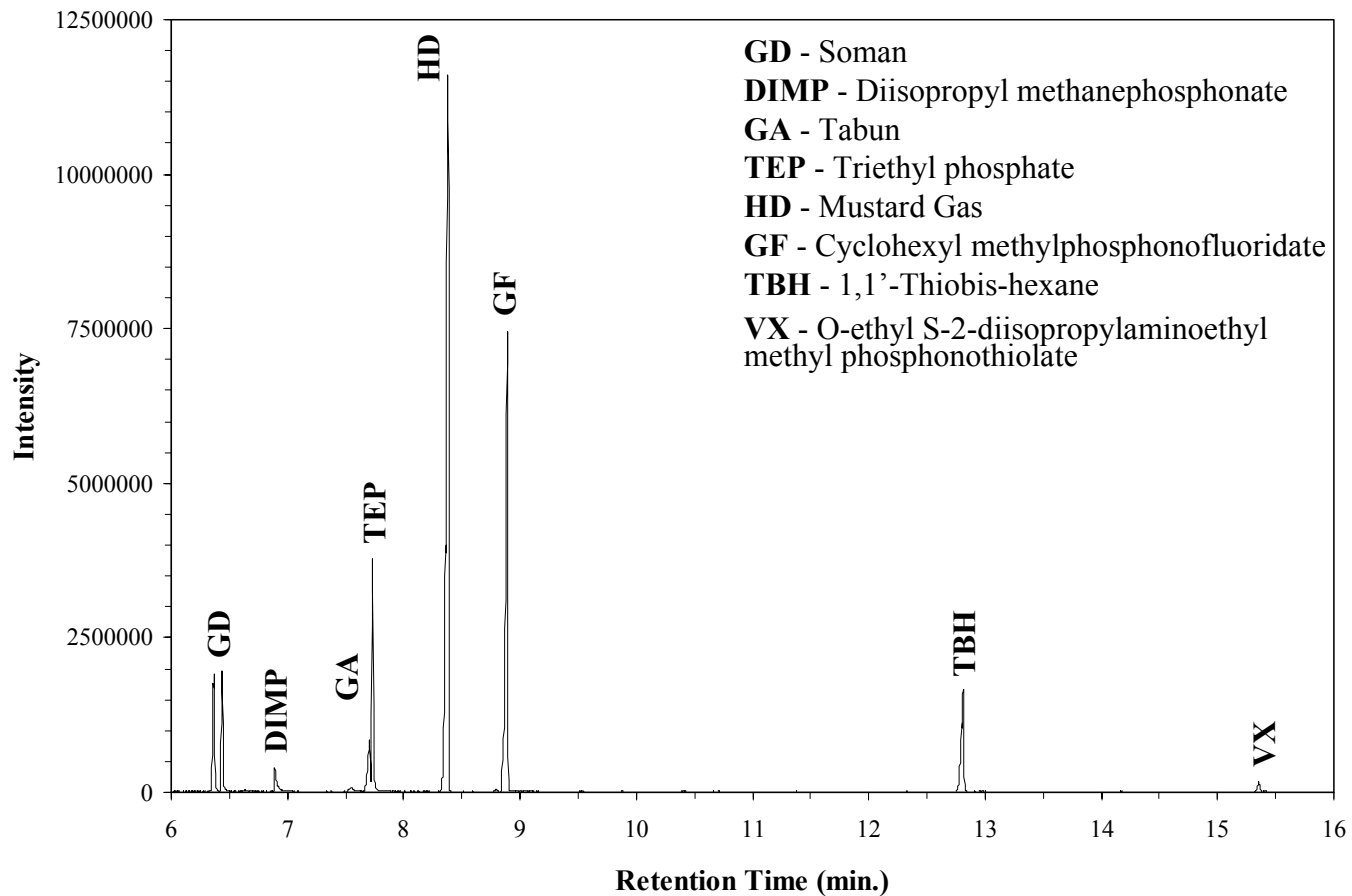 12500000
10000000
7500000
5000000
2500000
0
Intensity
6 7 8 9 10 11 12 13 14 15 16
Retention Time (min.)
GD
DIMP
GA
TEP
HD
GF
TBH
VX
GD - Soman
DIMP - Diisopropyl methanephosphonate
GA - Tabun
TEP - Triethyl phosphate
HD - Mustard Gas
GF - Cyclohexyl methylphosphonofluoridate
TBH - 1,1’-Thiobis-hexane
VX - O-ethyl S-2-diisopropylaminoethyl
methyl phosphonothiolate